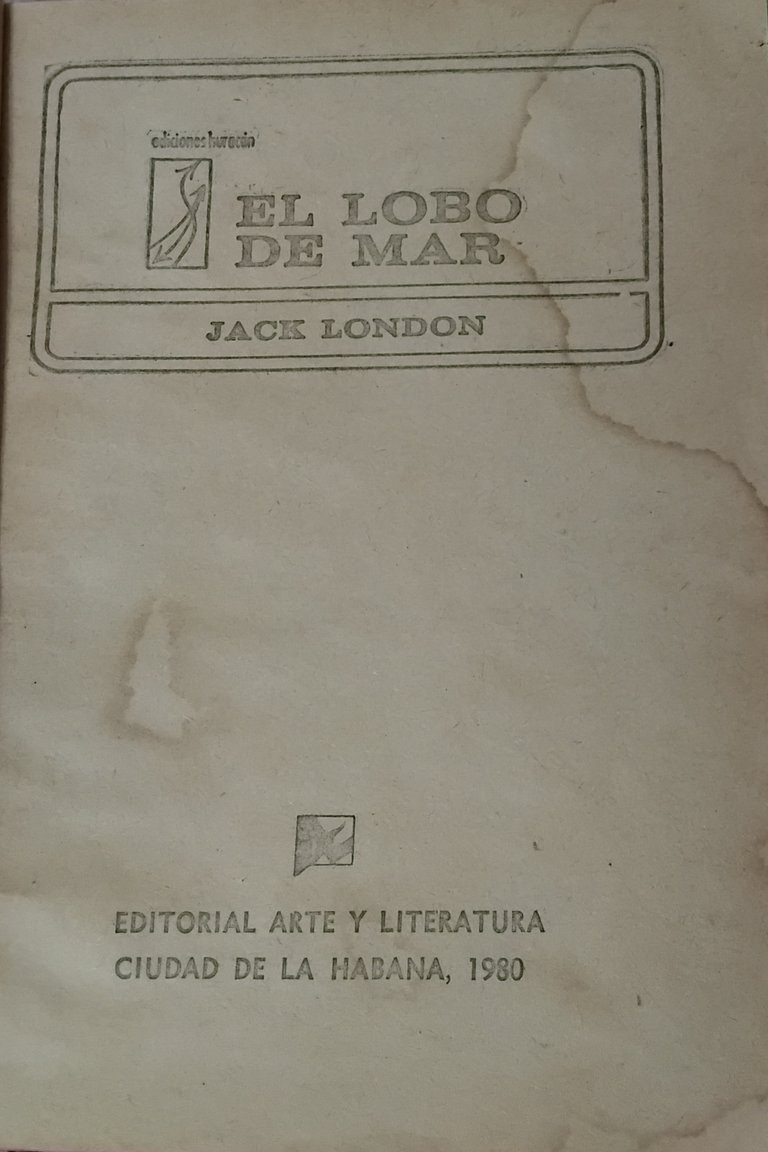 ediciones huracán
EL LOBO
DE MAR
JACK LONDON
EDITORIAL ARTE Y LITERATURA
CIUDAD DE LA HABANA, 1980